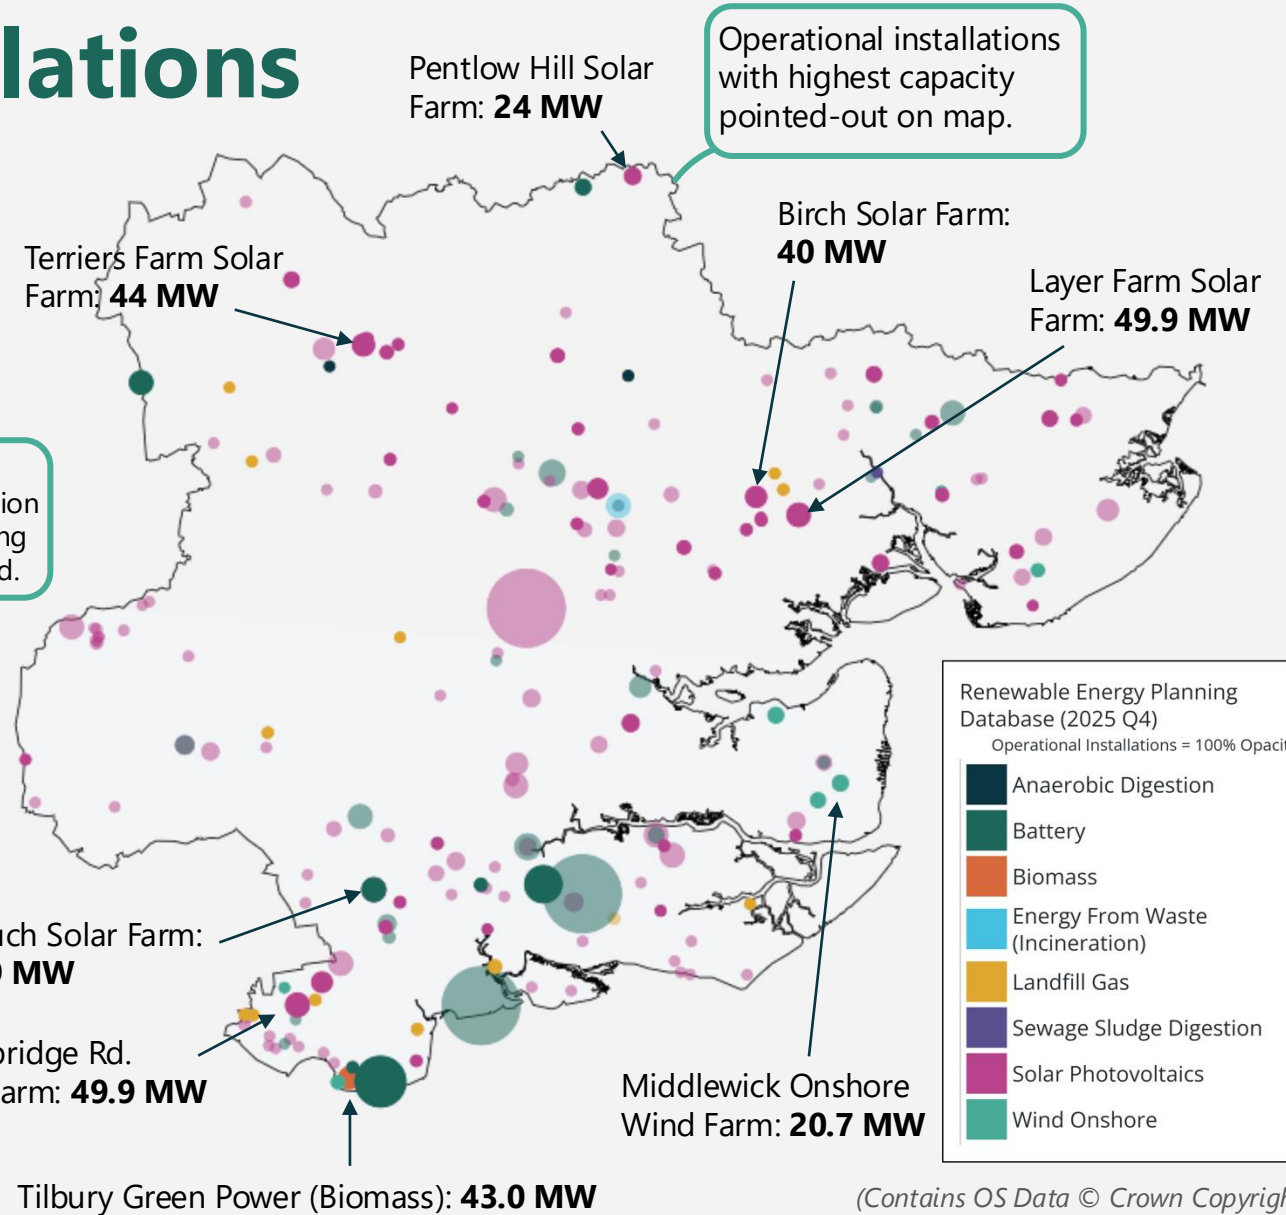 lations
Pentlow Hill Solar
Farm: 24 MW
Operational installations
with highest capacity
pointed-out on map.
Birch Solar Farm:
40 MW
Terriers Farm Solar
Farm: 44 MW
Layer Farm Solar
Farm: 49.9 MW
ion
ng
d.
Renewable Energy Planning
Database (2025 Q4)
Operational Installations = 100% Opacit
Anaerobic Digestion
Battery
Biomass
Energy From Waste
(Incineration)
Landfill Gas
Sewage Sludge Digestion
Solar Photovoltaics
Wind Onshore
uch Solar Farm:
MW
bridge Rd.
arm: 49.9 MW
Middlewick Onshore
Wind Farm: 20.7 MW
Tilbury Green Power (Biomass): 43.0 MW
(Contains OS Data © Crown Copyrigh